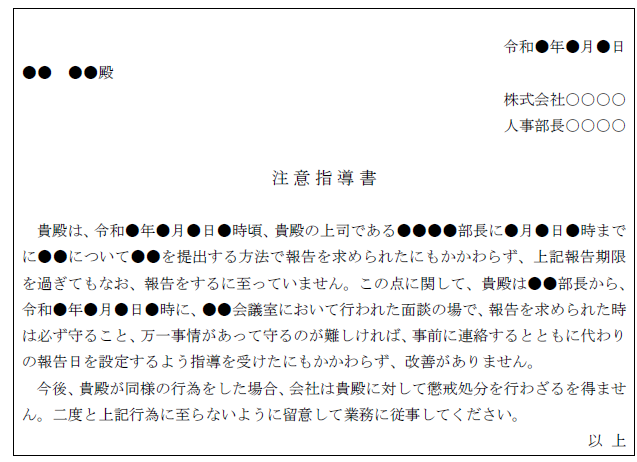 令和●年●月●日
●●　●●殿
株式会社〇〇〇〇
人事部長〇〇〇〇
注 意 指 導 書
　貴殿は、令和●年●月●日●時頃、貴殿の上司である●●●●部長に●月●日●時まで
に●●について●●を提出する方法で報告を求められたにもかかわらず、上記報告期限
を過ぎてもなお、報告をするに至っていません。この点に関して、貴殿は●●部長から、
令和●年●月●日●時に、●●会議室において行われた面談の場で、報告を求められた時
は必ず守ること、万一事情があって守るのが難しければ、事前に連絡するとともに代わり
の報告日を設定するよう指導を受けたにもかかわらず、改善がありません。
　今後、貴殿が同様の行為をした場合、会社は貴殿に対して懲戒処分を行わざるを得ませ
ん。二度と上記行為に至らないように留意して業務に従事してください。
以 上